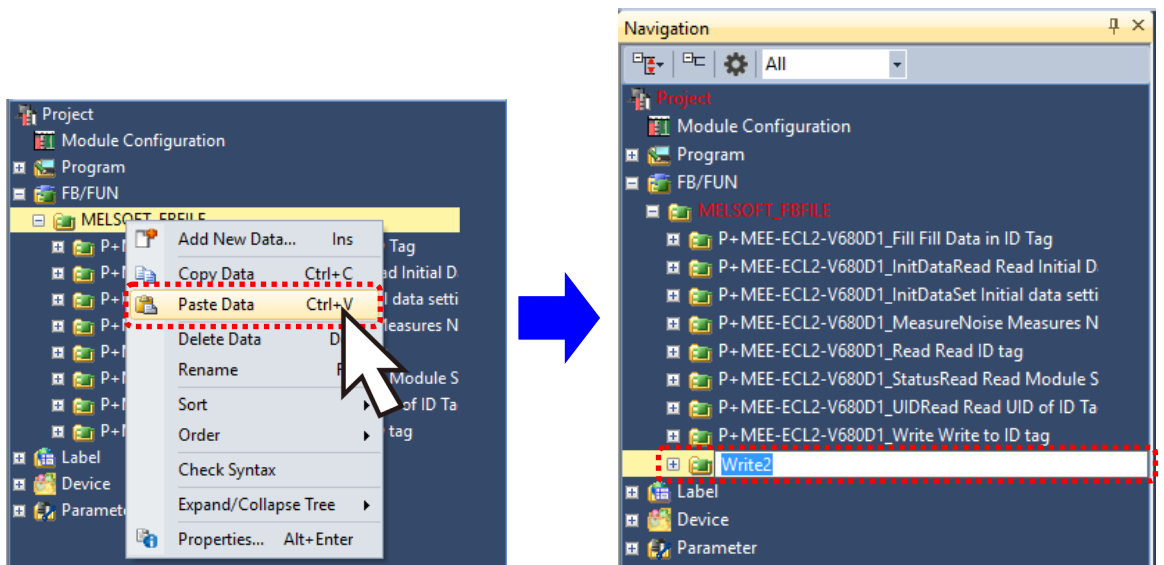 Project
Module Configuration
Program
FB/FUN
MELSOFT_FBFILE
P+M Tag
P+M ad Initial D
P+M l data setti
P+M Measures N
P+M
P+M Module S
P+M of ID Ta
P+M tag
Label
Device
Paramet
Add New Data... Ins
Copy Data Ctrl+C
Paste Data Ctrl+V
Delete Data D
Rename F
Sort
Order
Check Syntax
Expand/Collapse Tree
Properties... Alt+Enter
Navigation
All
Project
Module Configuration
Program
FB/FUN
MELSOFT_FBFILE
P+MEE-ECL2-V680D1_Fill Fill Data in ID Tag
P+MEE-ECL2-V680D1_InitDataRead Read Initial D
P+MEE-ECL2-V680D1_InitDataSet Initial data setti
P+MEE-ECL2-V680D1_MeasureNoise Measures N
P+MEE-ECL2-V680D1_Read Read ID tag
P+MEE-ECL2-V680D1_StatusRead Read Module S
P+MEE-ECL2-V680D1_UIDRead Read UID of ID Ta
P+MEE-ECL2-V680D1_Write Write to ID tag
Write2
Label
Device
Parameter